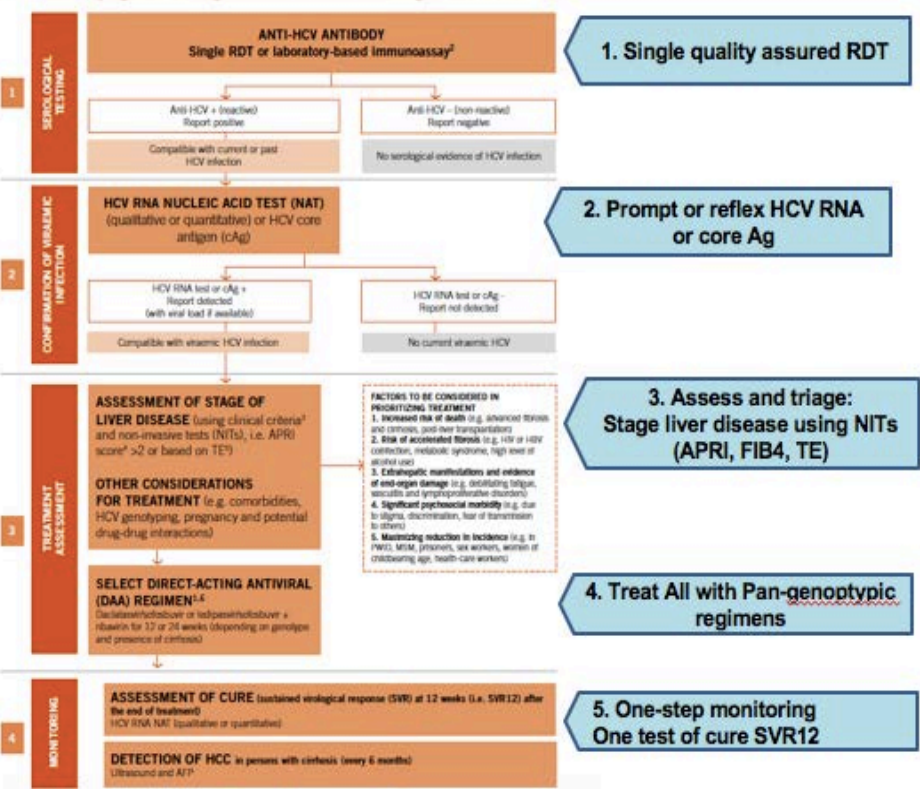 1
SEROLOGICAL
TESTING
ANTI-HCV ANTIBODY
Single RDT or laboratory-based immunoassay²
1. Single quality assured RDT
Anti-HCV + (reactive)
Report positive
Anti-HCV – (non-reactive)
Report negative
Compatible with current or past
HCV infection
No serological evidence of HCV infection
2
CONFIRMATION OF VIRAEMIC
INFECTION
HCV RNA NUCLEIC ACID TEST (NAT)
(qualitative or quantitative) or HCV core
antigen (cAg)
2. Prompt or reflex HCV RNA
or core Ag
HCV RNA test or cAg +
Report detected
(with viral load if available)
HCV RNA test or cAg –
Report not detected
Compatible with viraemic HCV infection
No current viraemic HCV
3
TREATMENT
ASSESSMENT
ASSESSMENT OF STAGE OF
LIVER DISEASE (using clinical criteria³
and non-invasive tests (NITs), i.e. APRI
score⁴ >2 or based on TE⁵)
OTHER CONSIDERATIONS
FOR TREATMENT (e.g. comorbidities,
HCV genotyping, pregnancy and potential
drug-drug interactions)
FACTORS TO BE CONSIDERED IN
PRIORITIZING TREATMENT
1. Increased risk of death (e.g. advanced fibrosis
and cirrhosis, post-liver transplantation)
2. Risk of accelerated fibrosis (e.g. HIV or HBV
coinfection, metabolic syndrome, high level of
alcohol use)
3. Extrahepatic manifestations and evidence
of end-organ damage (e.g. debilitating fatigue,
vasculitis and lymphoproliferative disorders)
4. Significant psychosocial morbidity (e.g. due
to stigma, discrimination, fear of transmission
to others)
5. Maximizing reduction in incidence (e.g. in
PWID, MSM, prisoners, sex workers, women of
childbearing age, health-care workers)
3. Assess and triage:
Stage liver disease using NITs
(APRI, FIB4, TE)
SELECT DIRECT-ACTING ANTIVIRAL
(DAA) REGIMEN¹·⁶
Daclatasvir/sofosbuvir or ledipasvir/sofosbuvir +
ribavirin for 12 or 24 weeks (depending on genotype
and presence of cirrhosis)
4. Treat All with Pan-genoptypic
regimens
4
MONITORING
ASSESSMENT OF CURE (sustained virological response (SVR) at 12 weeks (i.e. SVR12) after
the end of treatment)
HCV RNA NAT (qualitative or quantitative)
DETECTION OF HCC in persons with cirrhosis (every 6 months)
Ultrasound and AFP
5. One-step monitoring
One test of cure SVR12